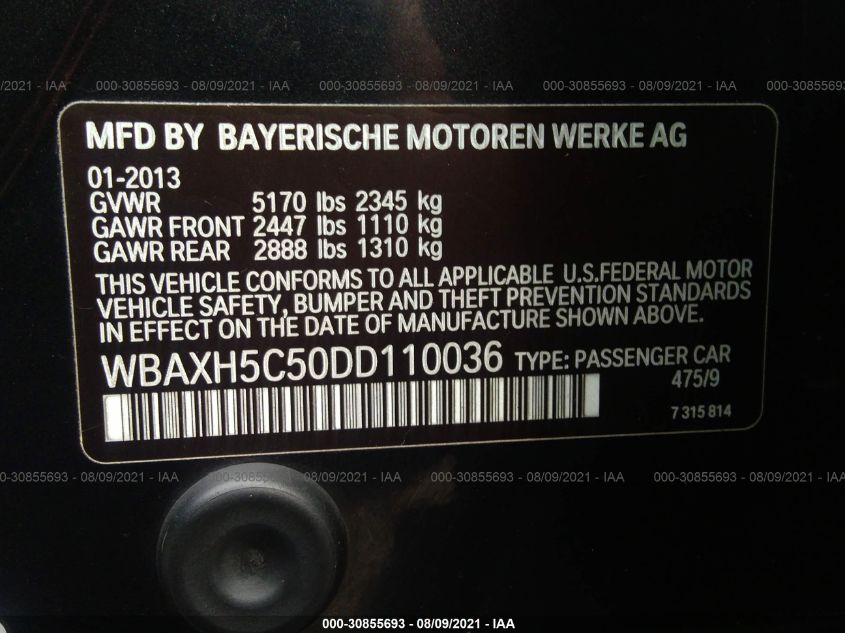 000-30855693 - 08/09/2021 - IAA
MFD BY BAYERISCHE MOTOREN WERKE AG
01-2013
GVWR 5170 lbs 2345 kg
GAWR FRONT 2447 lbs 1110 kg
GAWR REAR 2888 lbs 1310 kg
THIS VEHICLE CONFORMS TO ALL APPLICABLE U.S.FEDERAL MOTOR
VEHICLE SAFETY, BUMPER AND THEFT PREVENTION STANDARDS
IN EFFECT ON THE DATE OF MANUFACTURE SHOWN ABOVE.
WBAXH5C50DD110036 TYPE: PASSENGER CAR
475/9
7 315 814
000-30855693 - 08/09/2021 - IAA
000-30855693 - 08/09/2021 - IAA